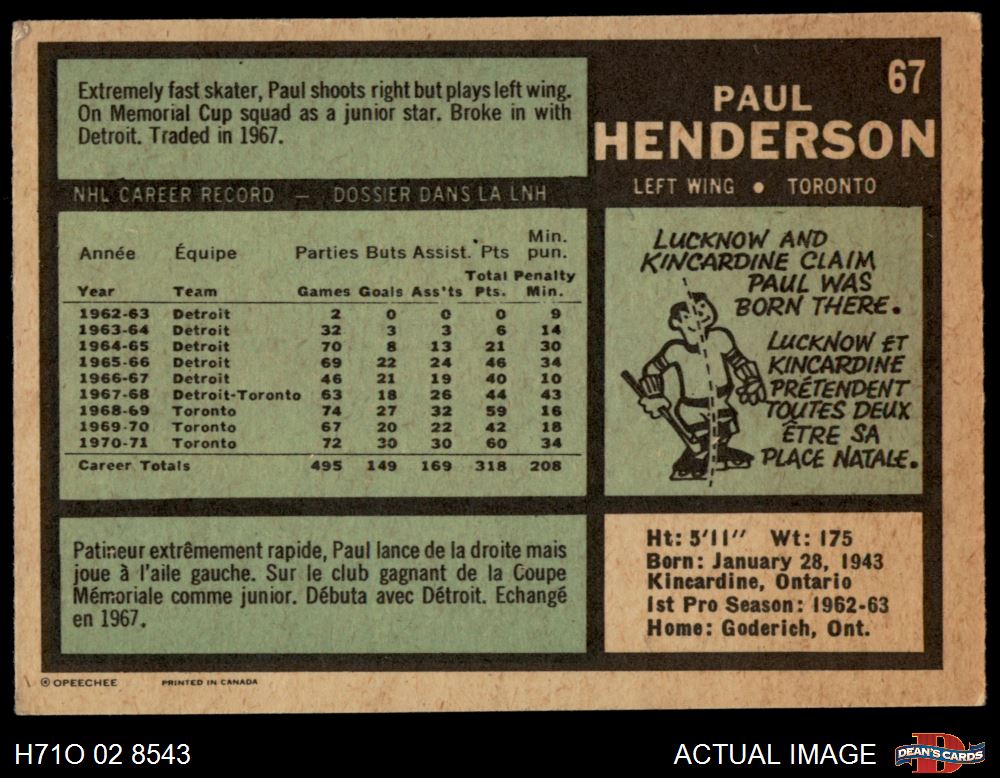 67
PAUL
HENDERSON
LEFT WING ● TORONTO
Extremely fast skater, Paul shoots right but plays left wing.
On Memorial Cup squad as a junior star. Broke in with
Detroit. Traded in 1967.
NHL CAREER RECORD — DOSSIER DANS LA LNH
Année Équipe Parties Buts Assist. Pts Min. pun.
Year Team Games Goals Ass'ts Total Pts. Penalty Min.
1962-63 Detroit 2 0 0 0 9
1963-64 Detroit 32 3 3 6 14
1964-65 Detroit 70 8 13 21 30
1965-66 Detroit 69 22 24 46 34
1966-67 Detroit 46 21 19 40 10
1967-68 Detroit-Toronto 63 18 26 44 43
1968-69 Toronto 74 27 32 59 16
1969-70 Toronto 67 20 22 42 18
1970-71 Toronto 72 30 30 60 34
Career Totals 495 149 169 318 208
LUCKNOW AND
KINCARDINE CLAIM
PAUL WAS
BORN THERE.
LUCKNOW ET
KINCARDINE
PRÉTENDENT
TOUTES DEUX
ÊTRE SA
PLACE NATALE.
Patineur extrêmement rapide, Paul lance de la droite mais
joue à l'aile gauche. Sur le club gagnant de la Coupe
Mémoriale comme junior. Débuta avec Détroit. Echangé
en 1967.
Ht: 5'11" Wt: 175
Born: January 28, 1943
Kincardine, Ontario
1st Pro Season: 1962-63
Home: Goderich, Ont.
© OPEECHEE PRINTED IN CANADA
H71O 02 8543
ACTUAL IMAGE
D
DEAN'S CARDS